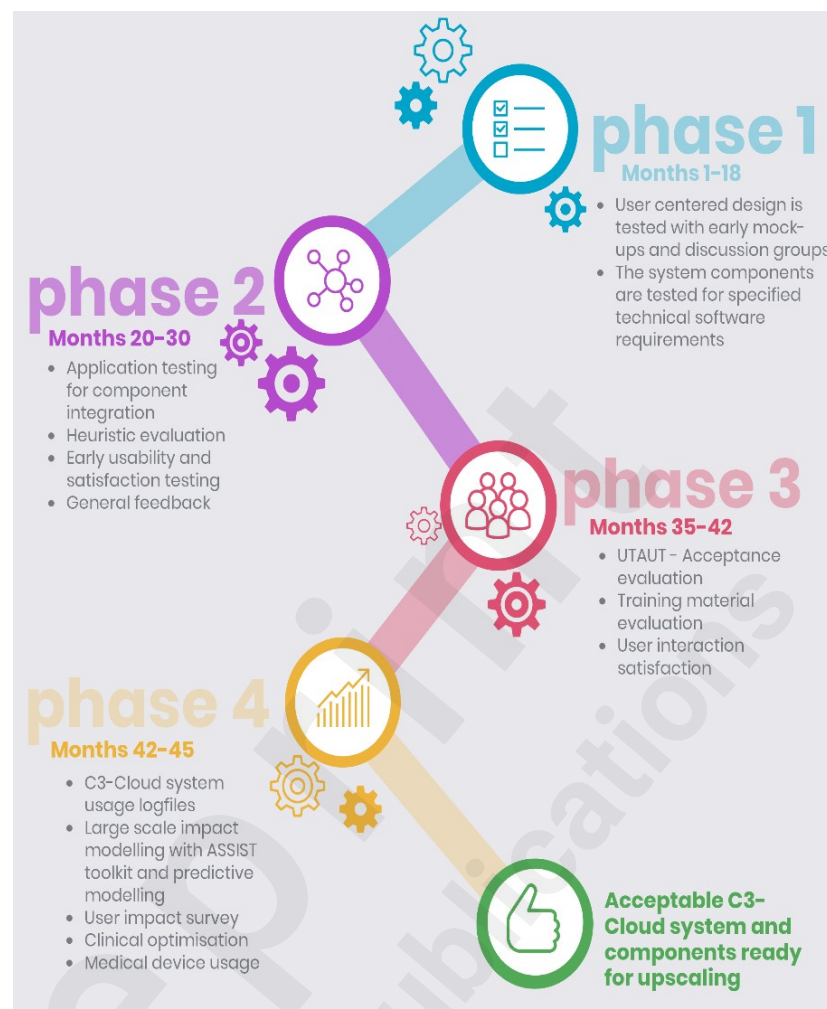 phase 1
Months 1-18
• User centered design is
tested with early mock-
ups and discussion groups
• The system components
are tested for specified
technical software
requirements
phase 2
Months 20-30
• Application testing
for component
integration
• Heuristic evaluation
• Early usability and
satisfaction testing
• General feedback
phase 3
Months 35-42
• UTAUT - Acceptance
evaluation
• Training material
evaluation
• User interaction
satisfaction
phase 4
Months 42-45
• C3-Cloud system
usage logfiles
• Large scale impact
modelling with ASSIST
toolkit and predictive
modelling
• User impact survey
• Clinical optimisation
• Medical device usage
Acceptable C3-
Cloud system and
components ready
for upscaling